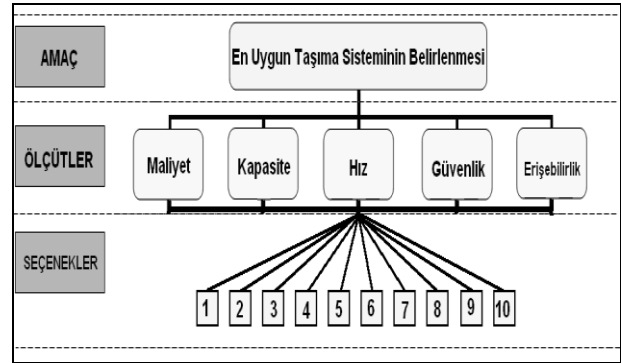 AMAÇ
En Uygun Taşıma Sisteminin Belirlenmesi
ÖLÇÜTLER
Maliyet
Kapasite
Hız
Güvenlik
Erişebilirlik
SEÇENEKLER
1 2 3 4 5 6 7 8 9 10